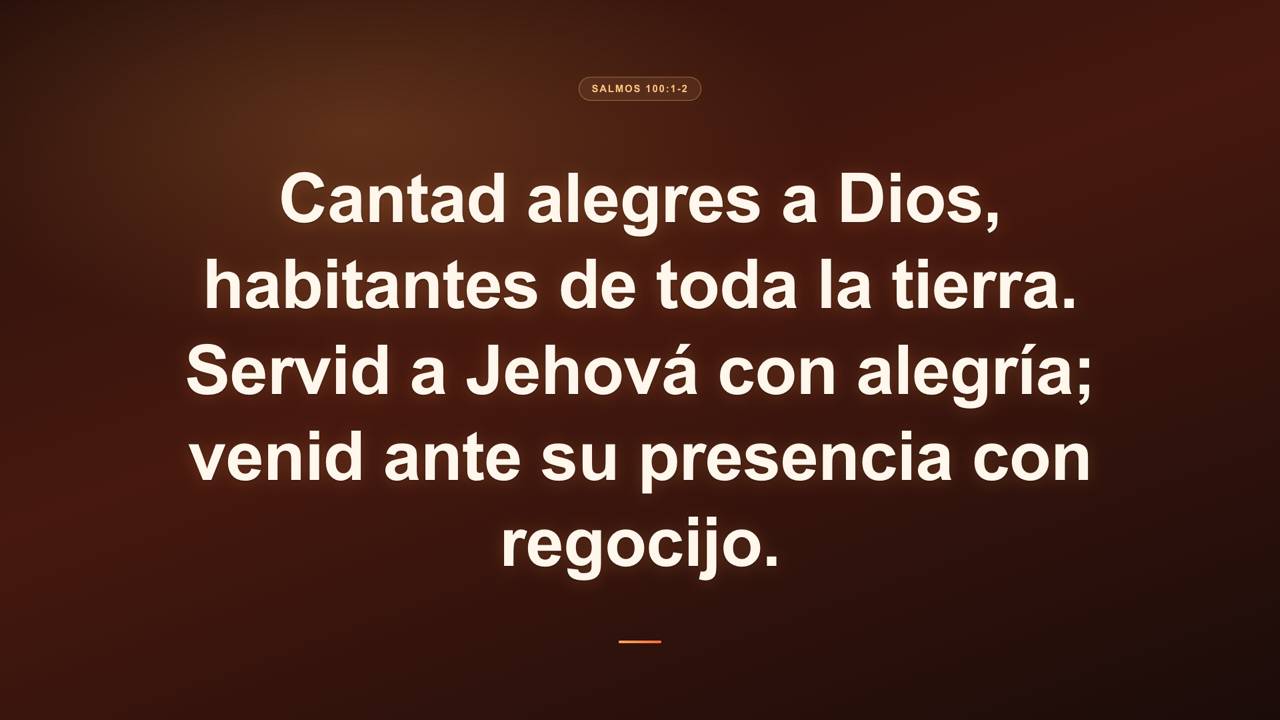 SALMOS 100:1-2
Cantad alegres a Dios,
habitantes de toda la tierra.
Servid a Jehová con alegría;
venid ante su presencia con
regocijo.